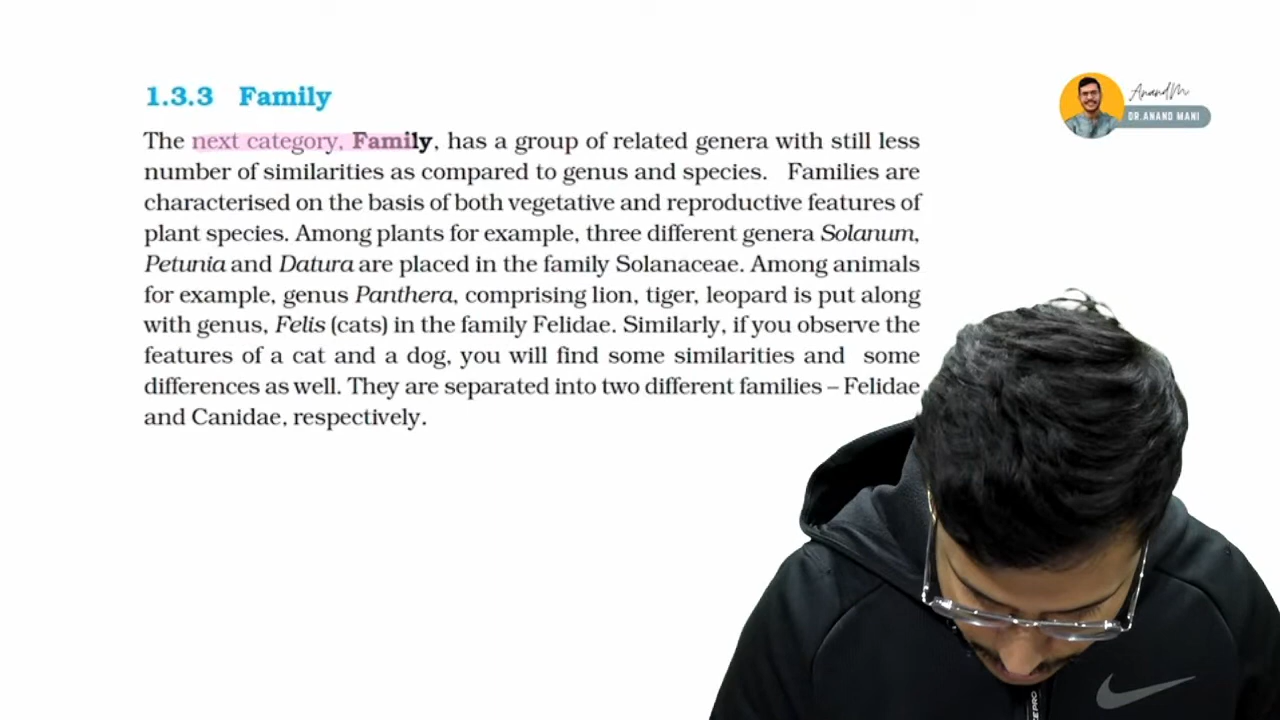 1.3.3 Family
The next category, Family, has a group of related genera with still less
number of similarities as compared to genus and species. Families are
characterised on the basis of both vegetative and reproductive features of
plant species. Among plants for example, three different genera Solanum,
Petunia and Datura are placed in the family Solanaceae. Among animals
for example, genus Panthera, comprising lion, tiger, leopard is put along
with genus, Felis (cats) in the family Felidae. Similarly, if you observe the
features of a cat and a dog, you will find some similarities and some
differences as well. They are separated into two different families – Felidae
and Canidae, respectively.
AnandM
DR.ANAND MANI